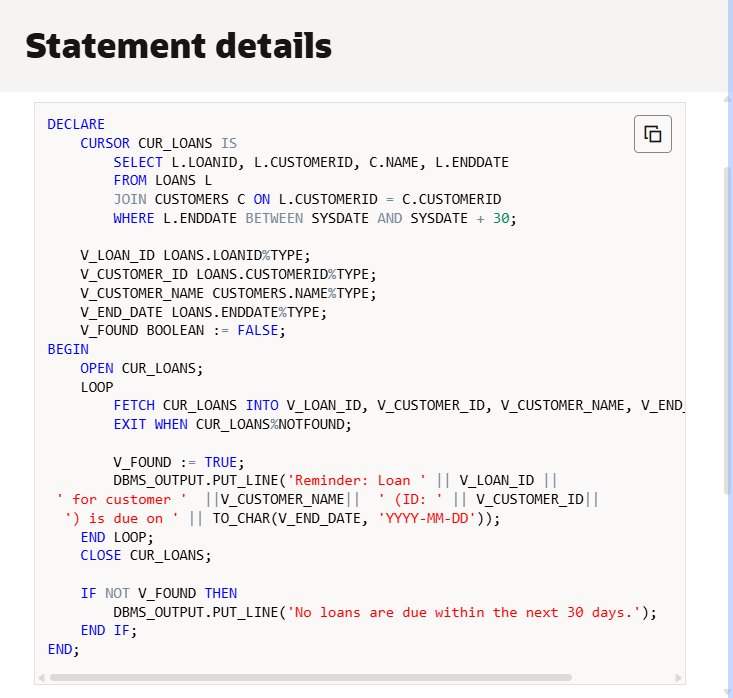 Statement details
DECLARE
    CURSOR CUR_LOANS IS
        SELECT L.LOANID, L.CUSTOMERID, C.NAME, L.ENDDATE
        FROM LOANS L
        JOIN CUSTOMERS C ON L.CUSTOMERID = C.CUSTOMERID
        WHERE L.ENDDATE BETWEEN SYSDATE AND SYSDATE + 30;

    V_LOAN_ID LOANS.LOANID%TYPE;
    V_CUSTOMER_ID LOANS.CUSTOMERID%TYPE;
    V_CUSTOMER_NAME CUSTOMERS.NAME%TYPE;
    V_END_DATE LOANS.ENDDATE%TYPE;
    V_FOUND BOOLEAN := FALSE;
BEGIN
    OPEN CUR_LOANS;
    LOOP
        FETCH CUR_LOANS INTO V_LOAN_ID, V_CUSTOMER_ID, V_CUSTOMER_NAME, V_END_
        EXIT WHEN CUR_LOANS%NOTFOUND;

        V_FOUND := TRUE;
        DBMS_OUTPUT.PUT_LINE('Reminder: Loan ' || V_LOAN_ID ||
 ' for customer '  ||V_CUSTOMER_NAME||  ' (ID: ' || V_CUSTOMER_ID||
  ') is due on ' || TO_CHAR(V_END_DATE, 'YYYY-MM-DD'));
    END LOOP;
    CLOSE CUR_LOANS;

    IF NOT V_FOUND THEN
        DBMS_OUTPUT.PUT_LINE('No loans are due within the next 30 days.');
    END IF;
END;